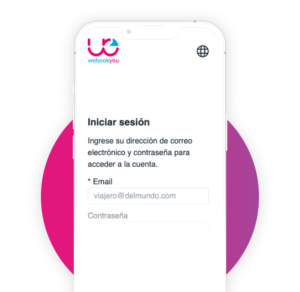 webookyou
Iniciar sesión
Ingrese su dirección de correo
electrónico y contraseña para
acceder a la cuenta.
* Email
viajero@delmundo.com
Contraseña